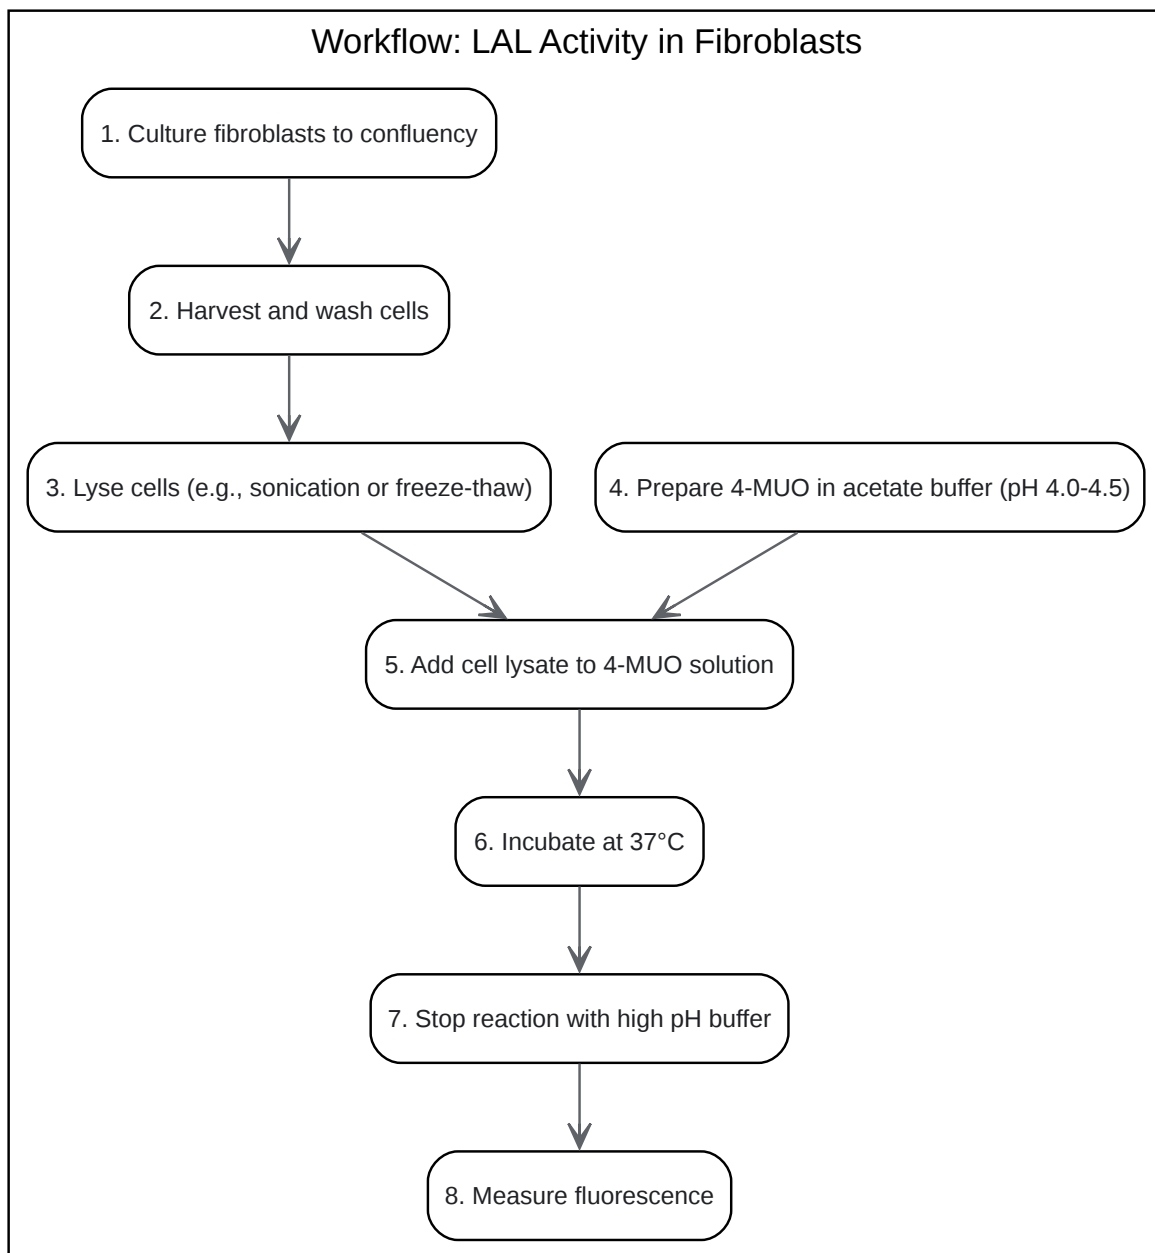 Workflow: LAL Activity in Fibroblasts
1. Culture fibroblasts to confluency
2. Harvest and wash cells
3. Lyse cells (e.g., sonication or freeze-thaw)
4. Prepare 4-MUO in acetate buffer (pH 4.0-4.5)
5. Add cell lysate to 4-MUO solution
6. Incubate at 37°C
7. Stop reaction with high pH buffer
8. Measure fluorescence